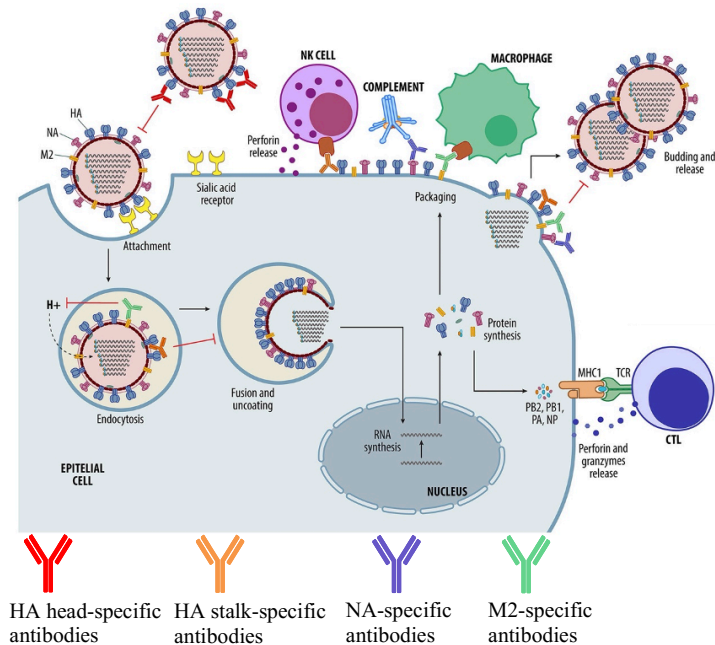 NK CELL
MACROPHAGE
COMPLEMENT
HA
NA
M2
Perforin
release
Budding and
release
Sialic acid
receptor
Packaging
Attachment
H+
Protein
synthesis
Endocytosis
Fusion and
uncoating
MHC1
TCR
PB2, PB1,
PA, NP
RNA
synthesis
CTL
Perforin and
granzymes
release
EPITELIAL
CELL
NUCLEUS
HA head-specific
antibodies
HA stalk-specific
antibodies
NA-specific
antibodies
M2-specific
antibodies